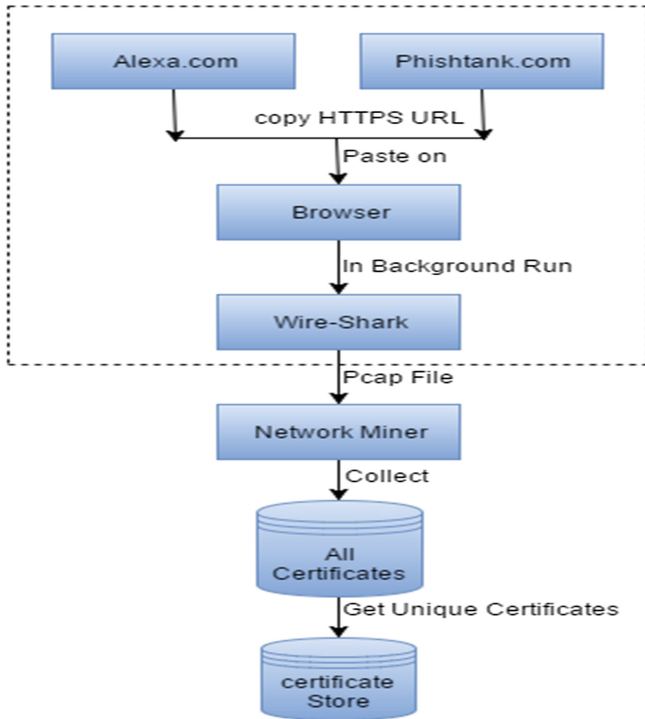 Alexa.com
Phishtank.com
copy HTTPS URL
Paste on
Browser
In Background Run
Wire-Shark
Pcap File
Network Miner
Collect
All
Certificates
Get Unique Certificates
certificate
Store